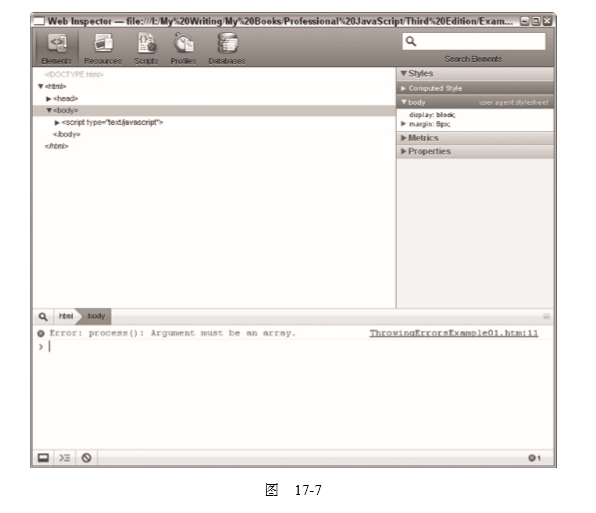 Web Inspector — file:///I:/My%20Writing/My%20Books/Professional%20JavaScript/Third%20Edition/Exam...
Elements Resources Scripts Profiles Databases
Search Elements
<!DOCTYPE html>
▼<html>
▶<head>
▼<body>
▶<script type="text/javascript">
</body>
</html>
▼Styles
▶ Computed Style
▼body user agent stylesheet
display: block;
▶ margin: 8px;
▶Metrics
▶Properties
html body
Error: process(): Argument must be an array. ThrowingErrorsExample01.htm:11
>
1
图 17-7